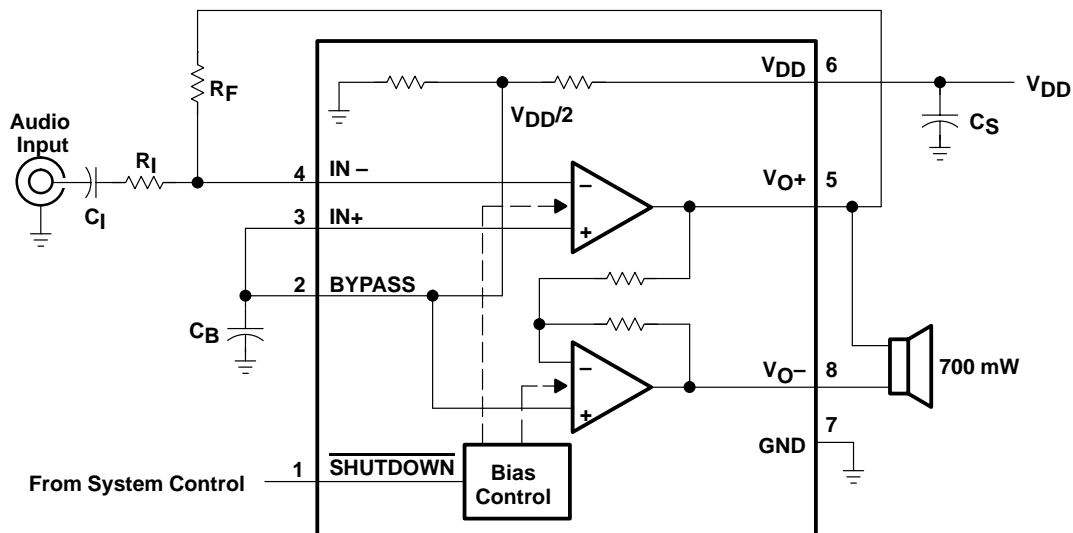 VDD 6
VDD
RF
VDD/2
CS
Audio
Input
RI
CI
4 IN −
VO+ 5
−
3 IN+
+
2 BYPASS
CB
−
VO− 8
700 mW
+
7
GND
1 SHUTDOWN
From System Control
Bias
Control